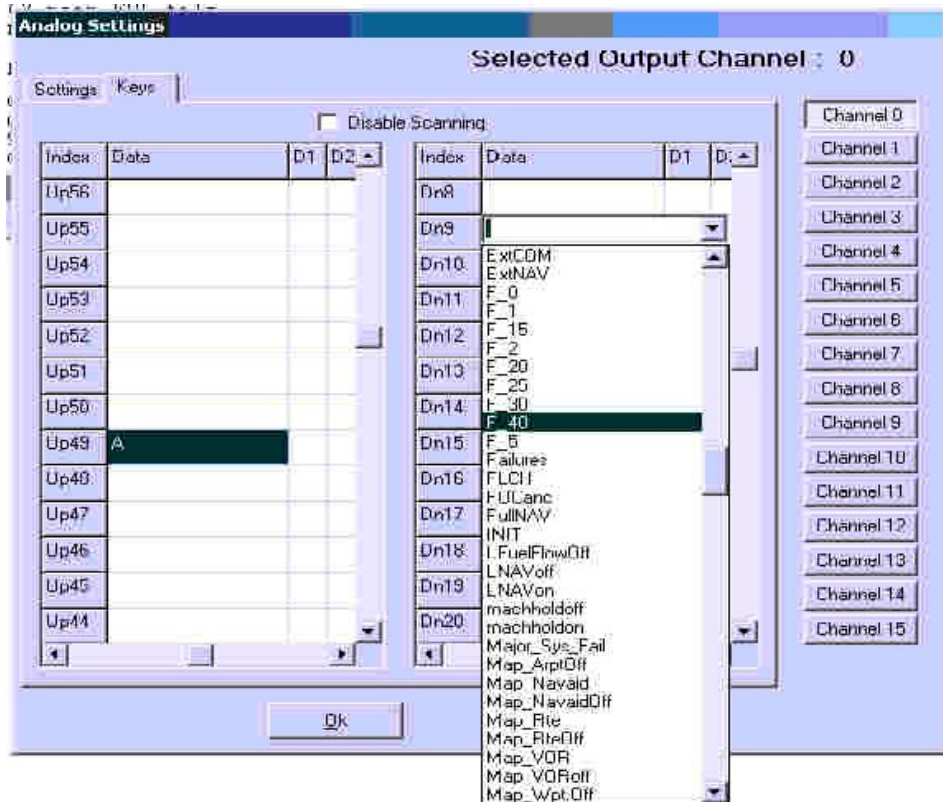 Analog Settings
Selected Output Channel : 0
Settings
Keys
Disable Scanning
Index Data D1 D2
Up56
Up55
Up54
Up53
Up52
Up51
Up50
Up49 A
Up48
Up47
Up46
Up45
Up44
Index Data D1
Dn8
Dn9
Dn10
Dn11
Dn12
Dn13
Dn14
Dn15
Dn16
Dn17
Dn18
Dn19
Dn20
ExtCOM
ExtNAV
F_0
F_1
F_15
F_2
F_20
F_25
F_30
F_40
F_5
Failures
FLCH
FullNAV
INIT
LFuelFlowOff
LNAVoff
LNAVon
machholdoff
machholdon
Major_Sys_Fail
Map_ArptOff
Map_Navaid
Map_NavaidOff
Map_Rte
Map_RteOff
Map_VOR
Map_VORoff
Map_WptOff
Channel 0
Channel 1
Channel 2
Channel 3
Channel 4
Channel 5
Channel 6
Channel 7
Channel 8
Channel 9
Channel 10
Channel 11
Channel 12
Channel 13
Channel 14
Channel 15
Ok